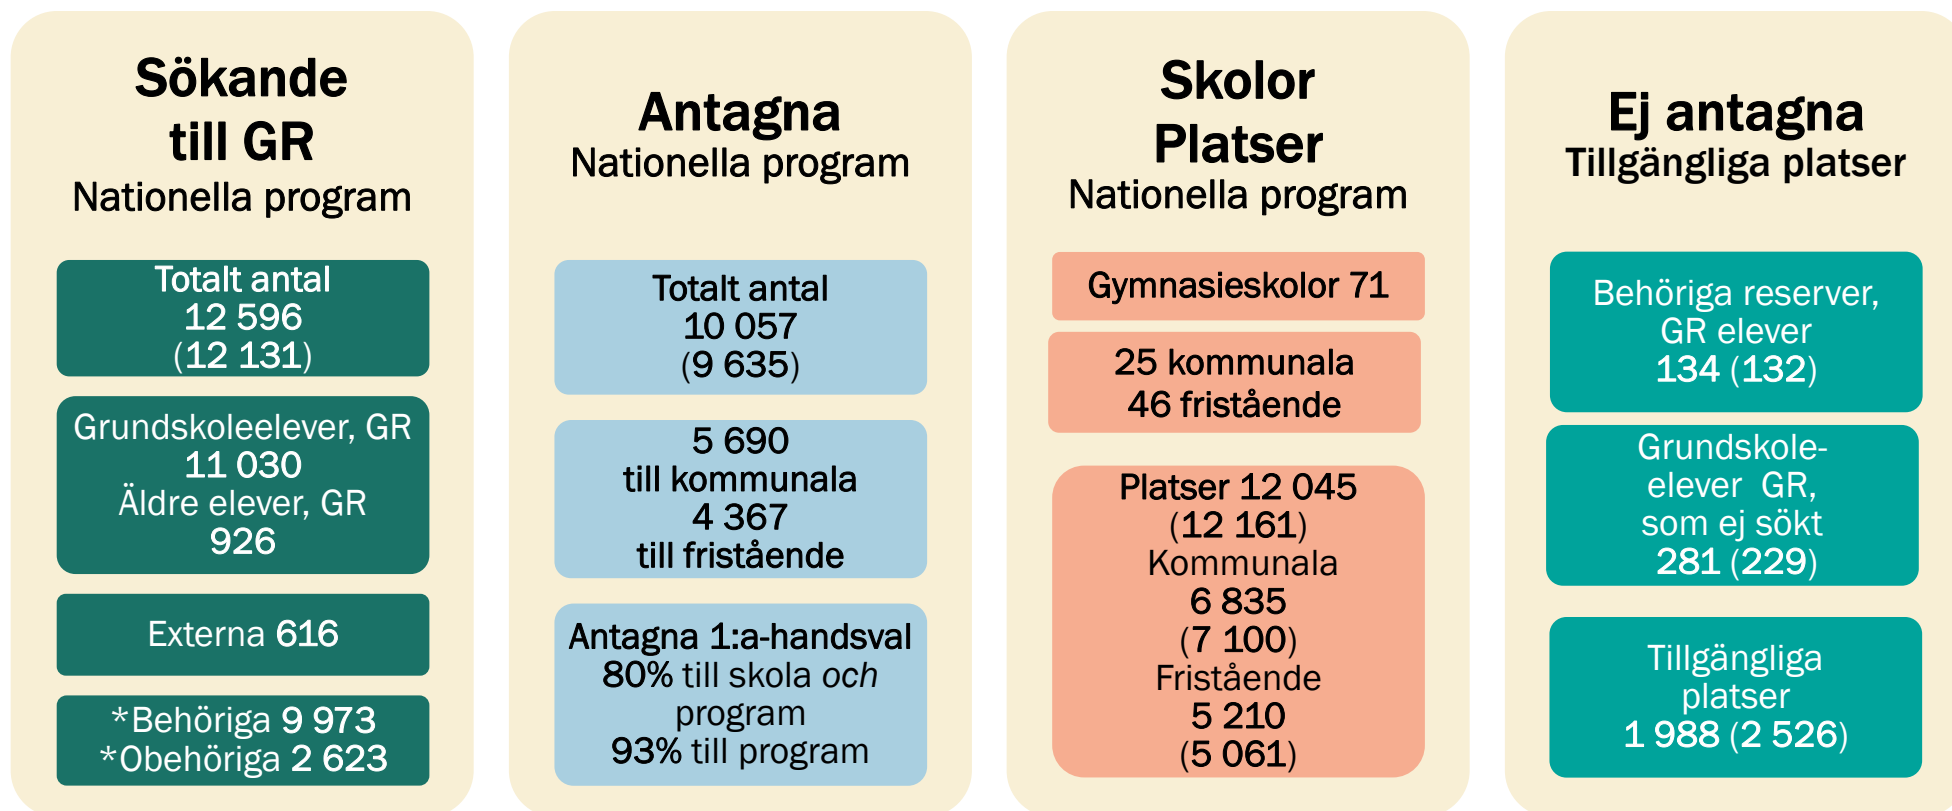 Sökande
till GR
Nationella program
Totalt antal
12 596
(12 131)
Grundskoleelever, GR
11 030
Äldre elever, GR
926
Externa 616
*Behöriga 9 973
*Obehöriga 2 623
Antagna
Nationella program
Totalt antal
10 057
(9 635)
5 690
till kommunala
4 367
till fristående
Antagna 1:a-handsval
80% till skola och
program
93% till program
Skolor
Platser
Nationella program
Gymnasieskolor 71
25 kommunala
46 fristående
Platser 12 045
(12 161)
Kommunala
6 835
(7 100)
Fristående
5 210
(5 061)
Ej antagna
Tillgängliga platser
Behöriga reserver,
GR elever
134 (132)
Grundskole-
elever  GR,
som ej sökt
281 (229)
Tillgängliga
platser
1 988 (2 526)